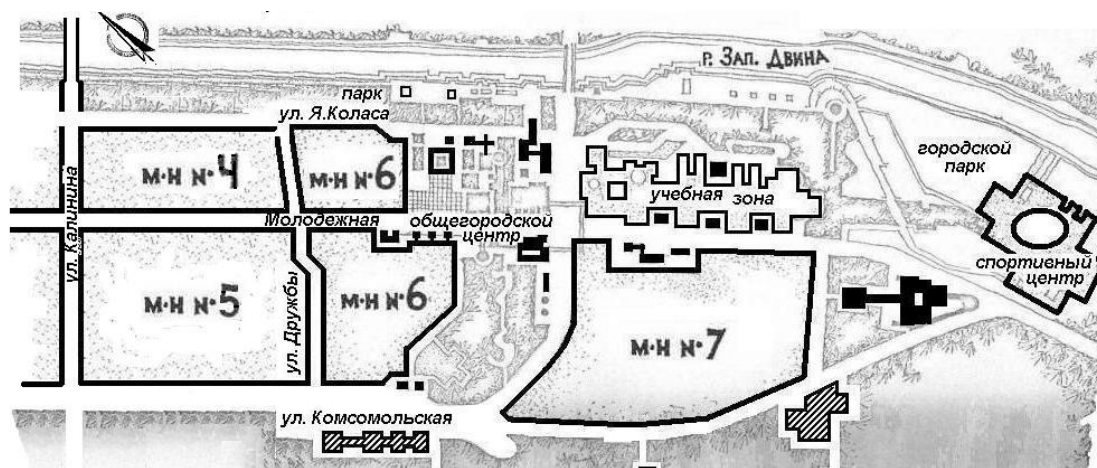 р. Зап. Двина
парк
ул. Я.Коласа
городской
парк
м-н №4
м-н №6
учебная зона
Молодежная
общегородской
центр
ул. Калинина
спортивный
центр
м-н №5
ул. Дружбы
м-н №6
м-н №7
ул. Комсомольская